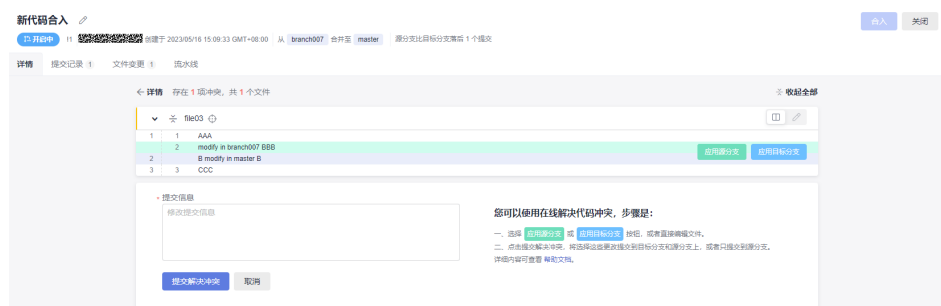 新代码合入
合入 关闭
开启中 !1 创建于 2023/05/16 15:09:33 GMT+08:00 从 branch007 合并至 master 源分支比目标分支落后 1 个提交
详情 提交记录 1 文件变更 1 流水线
详情 存在 1 项冲突, 共 1 个文件 收起全部
file03
1 1 AAA
2 modify in branch007 BBB
应用源分支 应用目标分支
2 B modify in master B
3 3 CCC
* 提交信息
修改提交信息
提交解决冲突 取消
您可以使用在线解决代码冲突，步骤是：
一、选择 应用源分支 或 应用目标分支 按钮，或者直接编辑文件。
二、点击提交解决冲突，将选择这些更改提交到目标分支和源分支上，或者只提交到源分支。
详细内容可查看 帮助文档。